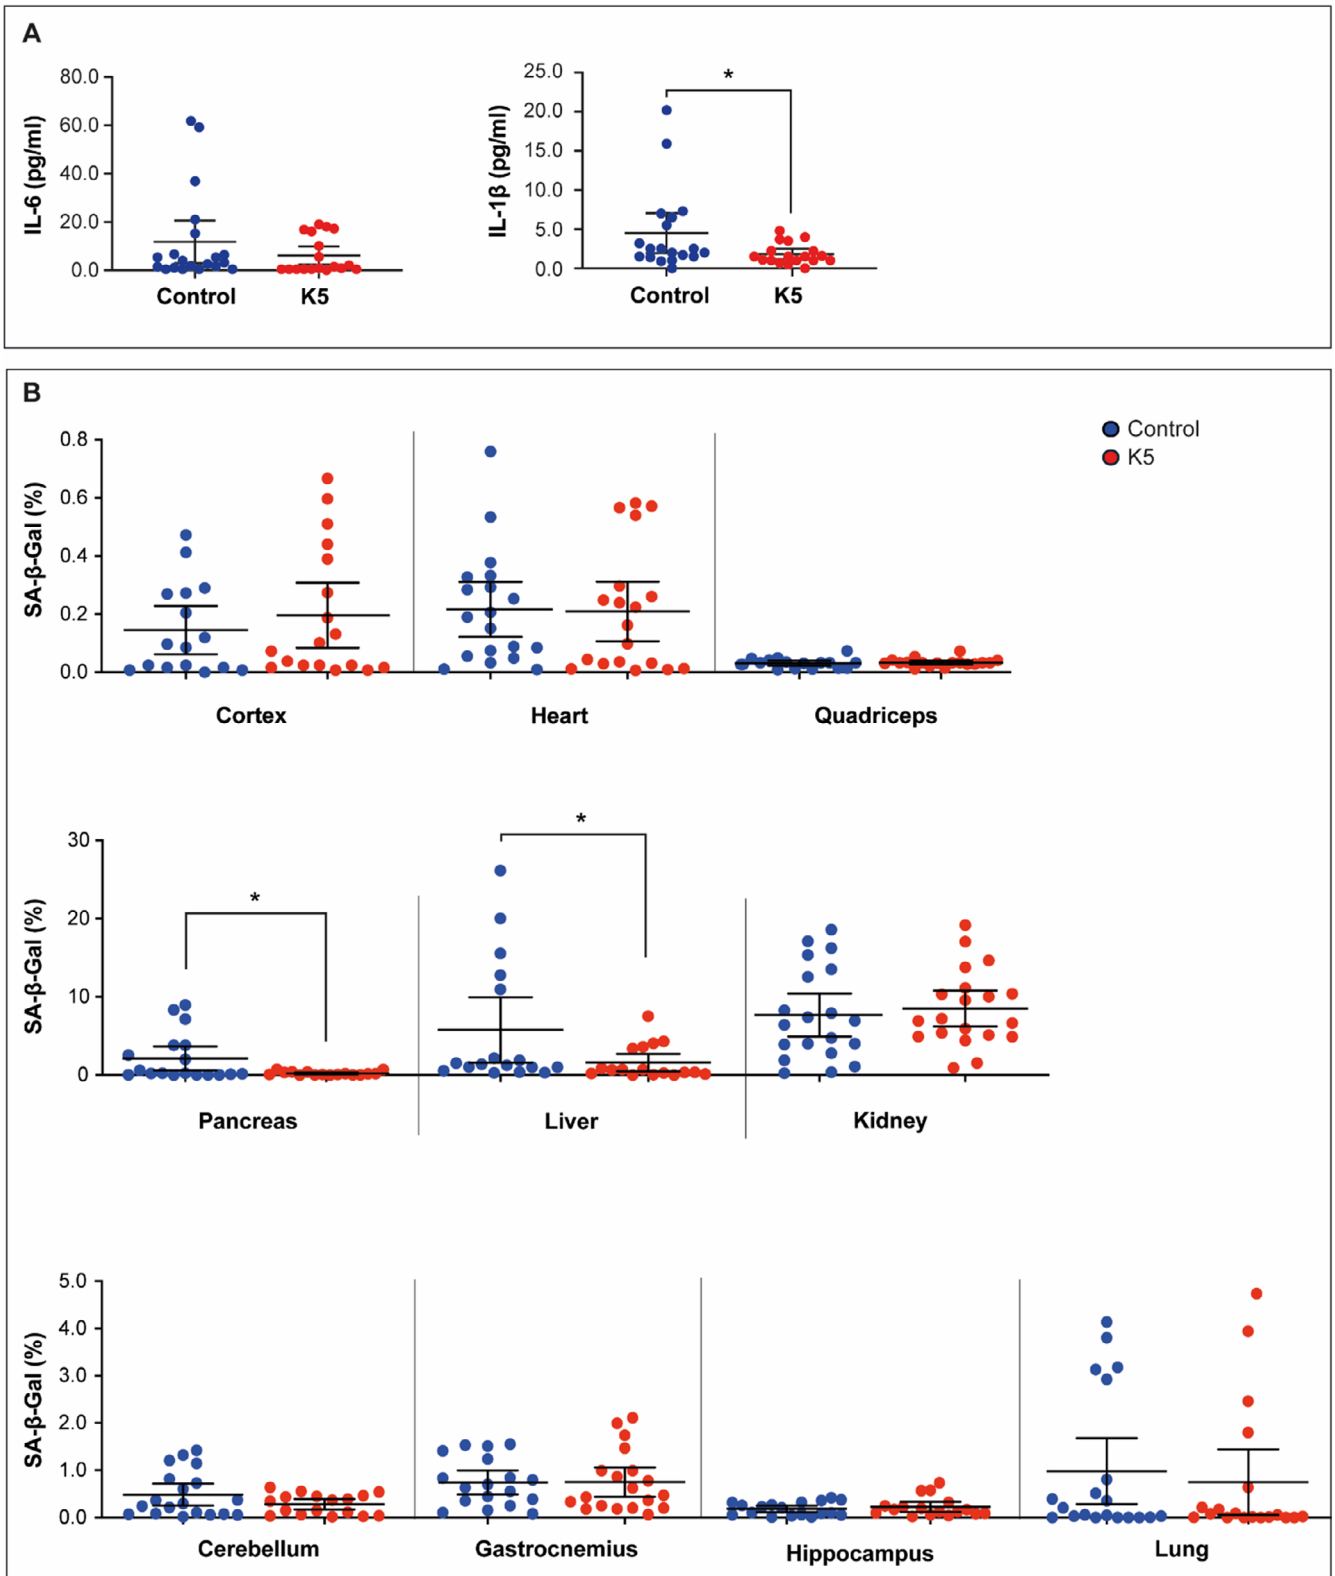 A
IL-6 (pg/ml)
80.0
60.0
40.0
20.0
0.0
Control K5
IL-1β (pg/ml)
25.0
20.0
15.0
10.0
5.0
0.0
*
Control K5
B
Control
K5
SA-β-Gal (%)
0.8
0.6
0.4
0.2
0.0
Cortex Heart Quadriceps
SA-β-Gal (%)
30
20
10
0
*
*
Pancreas Liver Kidney
SA-β-Gal (%)
5.0
4.0
3.0
2.0
1.0
0.0
Cerebellum Gastrocnemius Hippocampus Lung